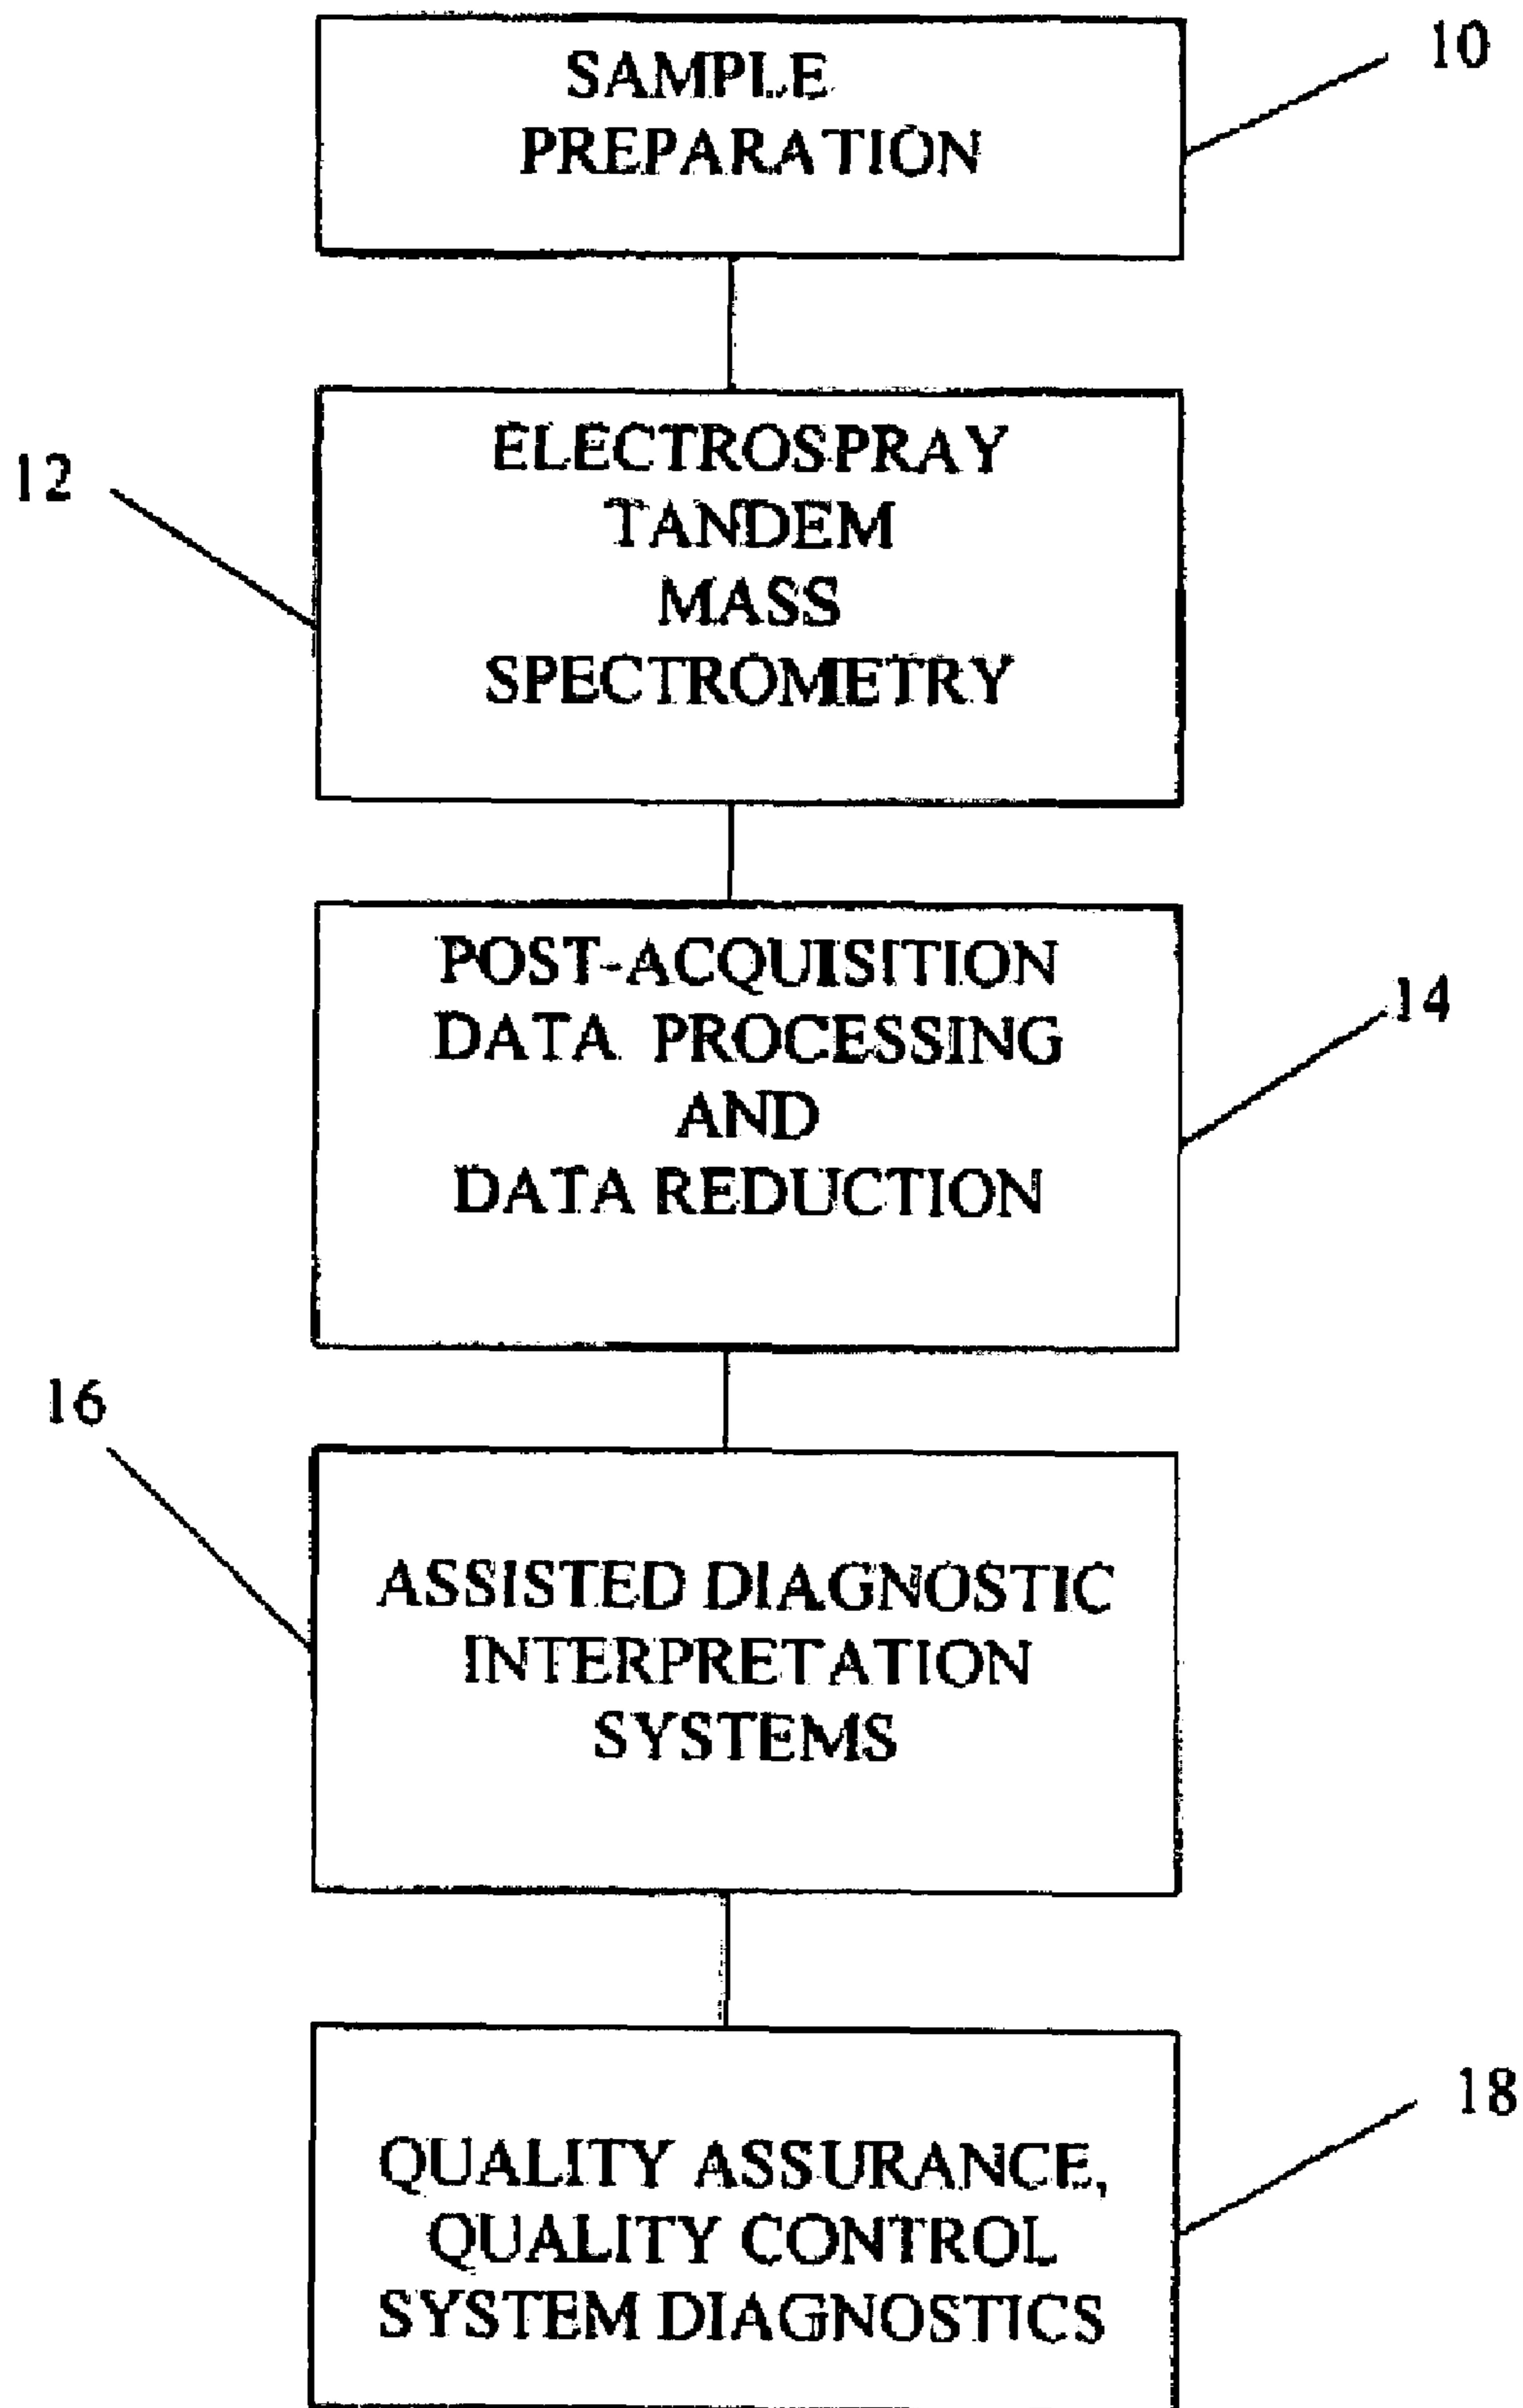 SAMPLE
PREPARATION
10
12
ELECTROSPRAY
TANDEM
MASS
SPECTROMETRY
POST-ACQUISITION
DATA PROCESSING
AND
DATA REDUCTION
14
16
ASSISTED DIAGNOSTIC
INTERPRETATION
SYSTEMS
18
QUALITY ASSURANCE,
QUALITY CONTROL
SYSTEM DIAGNOSTICS